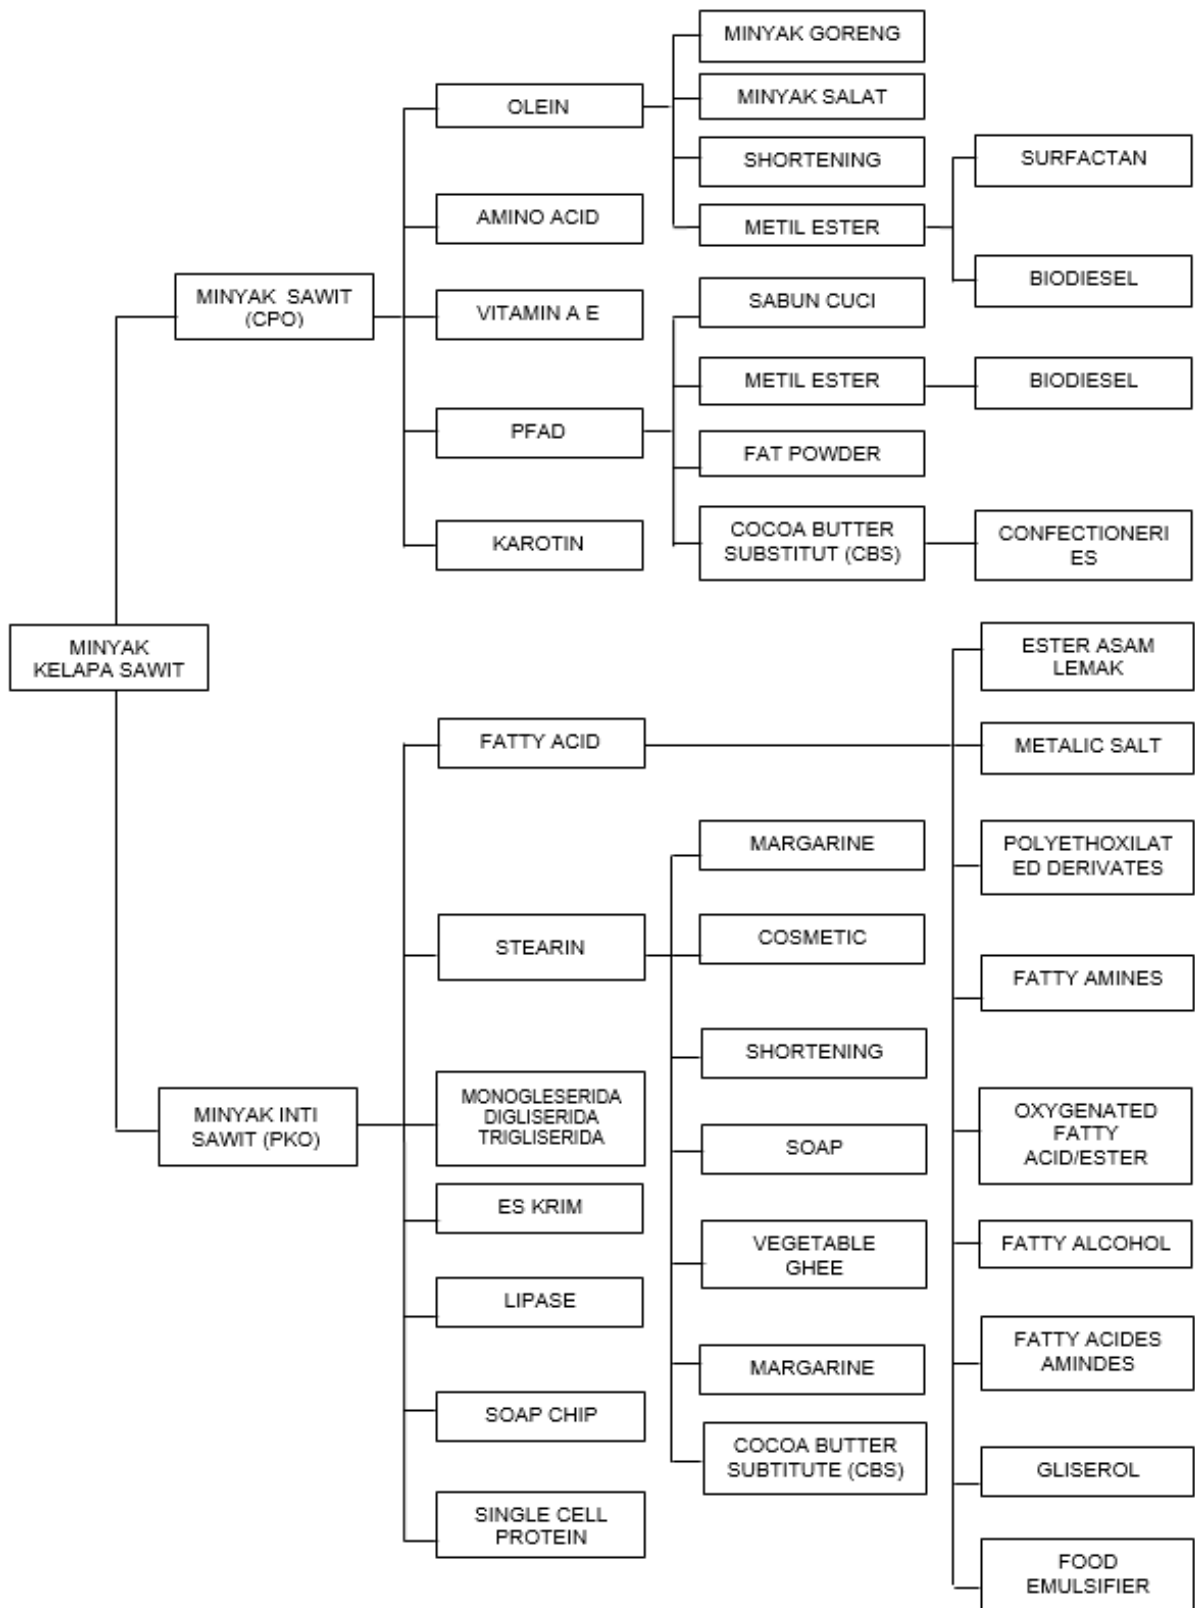 MINYAK GORENG
OLEIN
MINYAK SALAT
SHORTENING
SURFACTAN
AMINO ACID
METIL ESTER
MINYAK SAWIT
(CPO)
BIODIESEL
VITAMIN A E
SABUN CUCI
METIL ESTER
BIODIESEL
PFAD
FAT POWDER
KAROTIN
COCOA BUTTER
SUBSTITUT (CBS)
CONFECTIONERI
ES
MINYAK
KELAPA SAWIT
ESTER ASAM
LEMAK
FATTY ACID
METALIC SALT
MARGARINE
POLYETHOXILAT
ED DERIVATES
STEARIN
COSMETIC
FATTY AMINES
SHORTENING
MINYAK INTI
SAWIT (PKO)
MONOGLESERIDA
DIGLISERIDA
TRIGLISERIDA
SOAP
OXYGENATED
FATTY
ACID/ESTER
ES KRIM
VEGETABLE
GHEE
FATTY ALCOHOL
LIPASE
MARGARINE
FATTY ACIDES
AMINDES
SOAP CHIP
COCOA BUTTER
SUBTITUTE (CBS)
GLISEROL
SINGLE CELL
PROTEIN
FOOD
EMULSIFIER